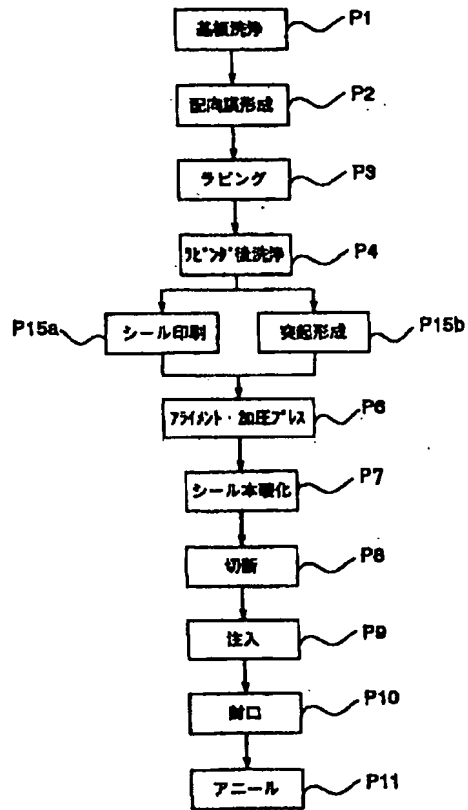 基板洗浄 P1
配向膜形成 P2
ラビング P3
ラビング後洗浄 P4
P15a シール印刷 突起形成 P15b
アライメント・加圧プレス P6
シール本硬化 P7
切断 P8
注入 P9
封口 P10
アニール P11